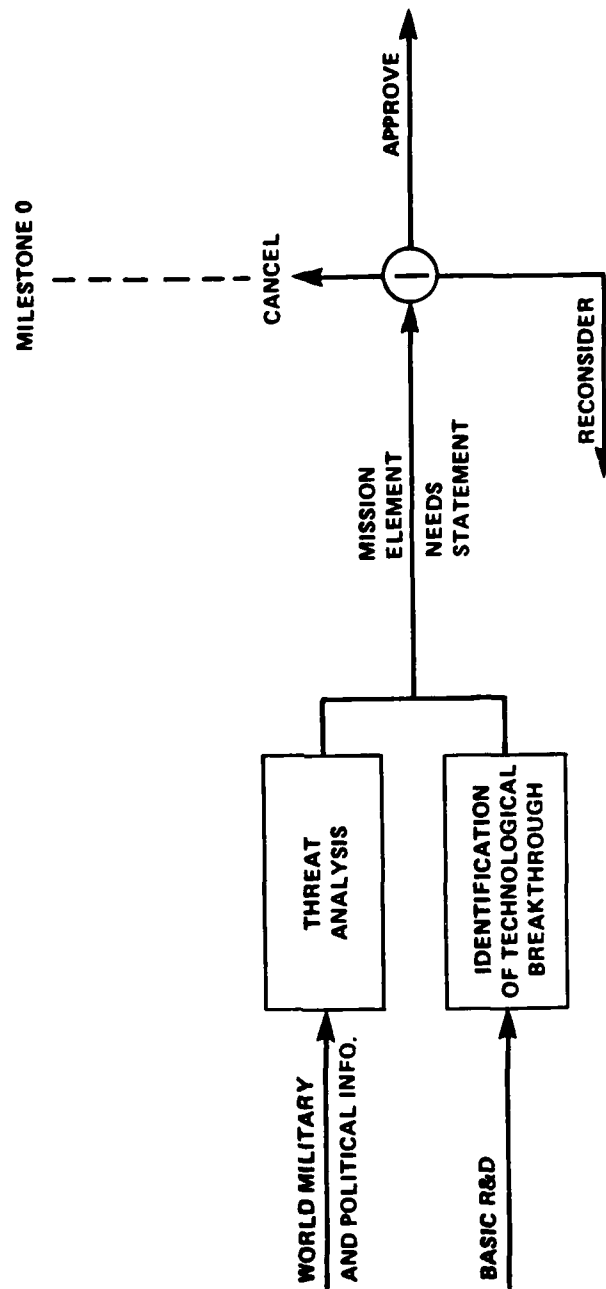 MILESTONE 0
CANCEL
APPROVE
RECONSIDER
MISSION
ELEMENT
NEEDS
STATEMENT
THREAT
ANALYSIS
IDENTIFICATION
OF TECHNOLOGICAL
BREAKTHROUGH
WORLD MILITARY
AND POLITICAL INFO.
BASIC R&D